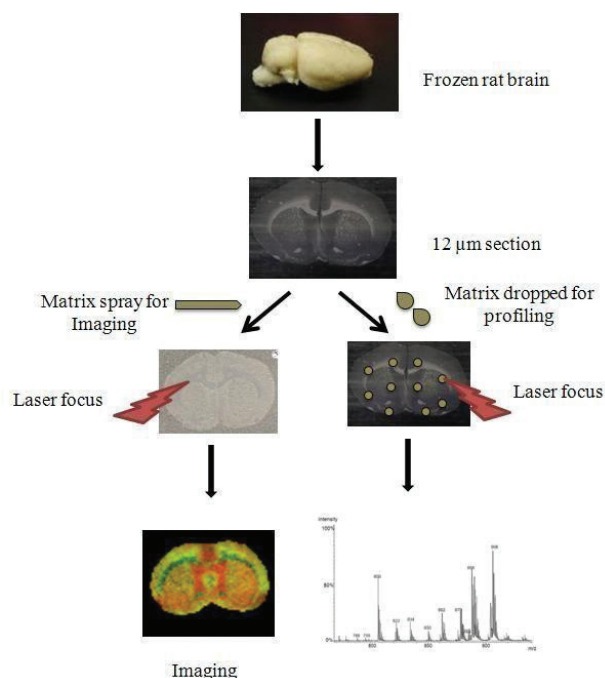 Frozen rat brain
12 µm section
Matrix spray for
Imaging
Matrix dropped for
profiling
Laser focus
Laser focus
Intensity
100%
50%
0%
m/z
Imaging